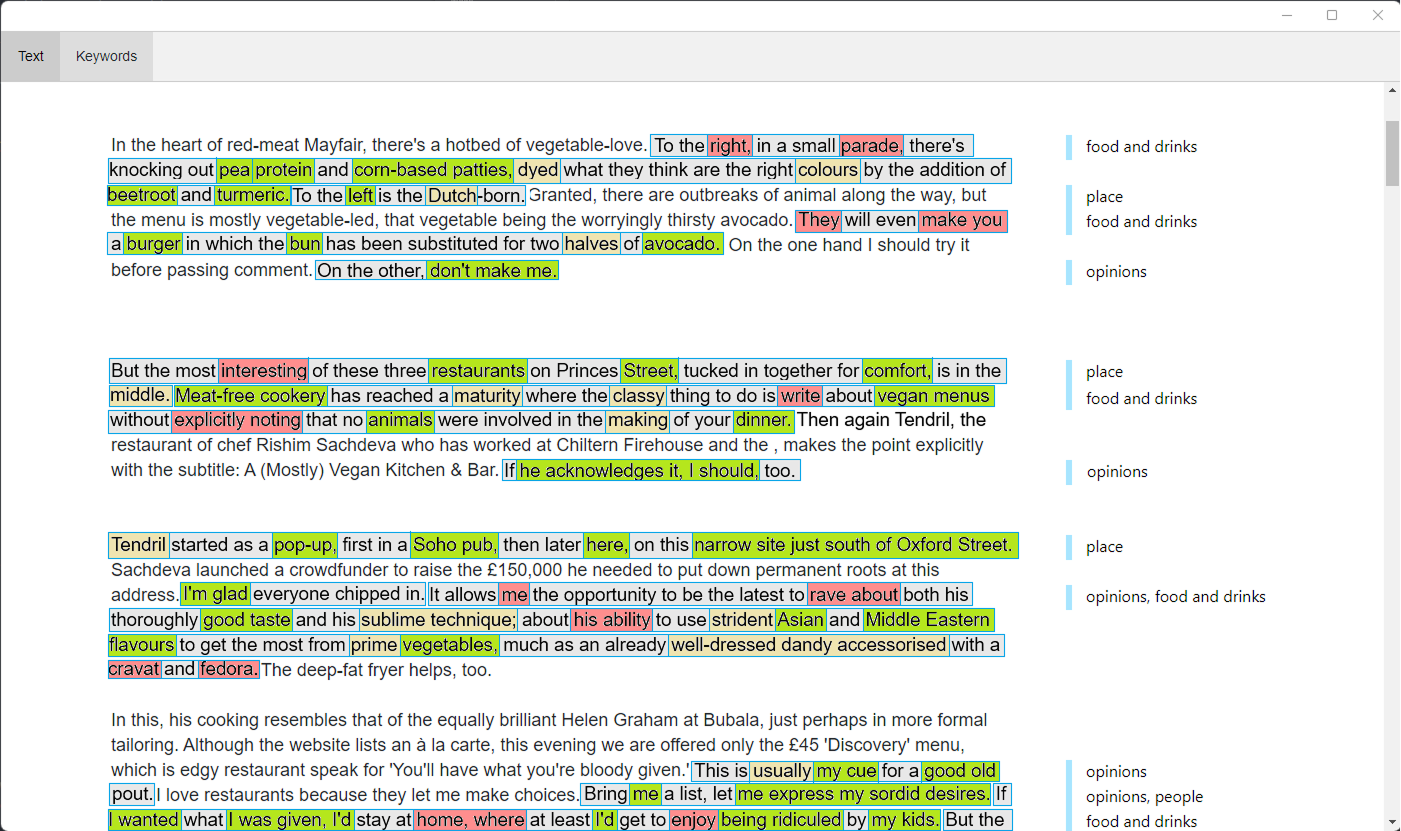 Text Keywords
In the heart of red-meat Mayfair, there's a hotbed of vegetable-love. To the right, in a small parade, there's
food and drinks
knocking out pea protein and corn-based patties, dyed what they think are the right colours by the addition of
beetroot and turmeric. To the left is the Dutch-born. Granted, there are outbreaks of animal along the way, but
place
the menu is mostly vegetable-led, that vegetable being the worryingly thirsty avocado. They will even make you
food and drinks
a burger in which the bun has been substituted for two halves of avocado. On the one hand I should try it
before passing comment. On the other, don't make me.
opinions
But the most interesting of these three restaurants on Princes Street, tucked in together for comfort, is in the
place
middle. Meat-free cookery has reached a maturity where the classy thing to do is write about vegan menus
food and drinks
without explicitly noting that no animals were involved in the making of your dinner. Then again Tendril, the
restaurant of chef Rishim Sachdeva who has worked at Chiltern Firehouse and the , makes the point explicitly
with the subtitle: A (Mostly) Vegan Kitchen & Bar. If he acknowledges it, I should, too.
opinions
Tendril started as a pop-up, first in a Soho pub, then later here, on this narrow site just south of Oxford Street.
place
Sachdeva launched a crowdfunder to raise the £150,000 he needed to put down permanent roots at this
address. I'm glad everyone chipped in. It allows me the opportunity to be the latest to rave about both his
opinions, food and drinks
thoroughly good taste and his sublime technique; about his ability to use strident Asian and Middle Eastern
flavours to get the most from prime vegetables, much as an already well-dressed dandy accessorised with a
cravat and fedora. The deep-fat fryer helps, too.
In this, his cooking resembles that of the equally brilliant Helen Graham at Bubala, just perhaps in more formal
tailoring. Although the website lists an à la carte, this evening we are offered only the £45 'Discovery' menu,
which is edgy restaurant speak for 'You'll have what you're bloody given.' This is usually my cue for a good old
opinions
pout. I love restaurants because they let me make choices. Bring me a list, let me express my sordid desires. If
opinions, people
I wanted what I was given, I'd stay at home, where at least I'd get to enjoy being ridiculed by my kids. But the
food and drinks